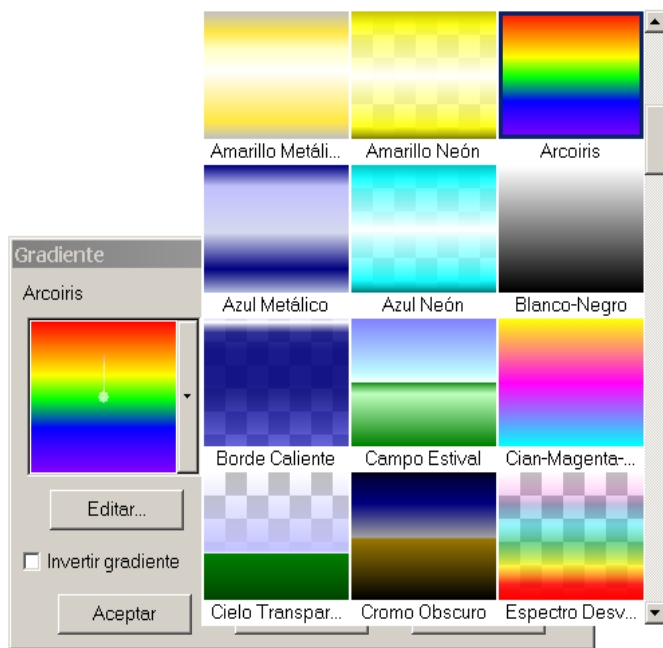 Amarillo Metáli... Amarillo Neón Arcoiris
Azul Metálico Azul Neón Blanco-Negro
Borde Caliente Campo Estival Cian-Magenta-...
Cielo Transpar... Cromo Obscuro Espectro Desv...
Gradiente
Arcoiris
Editar...
Invertir gradiente
Aceptar